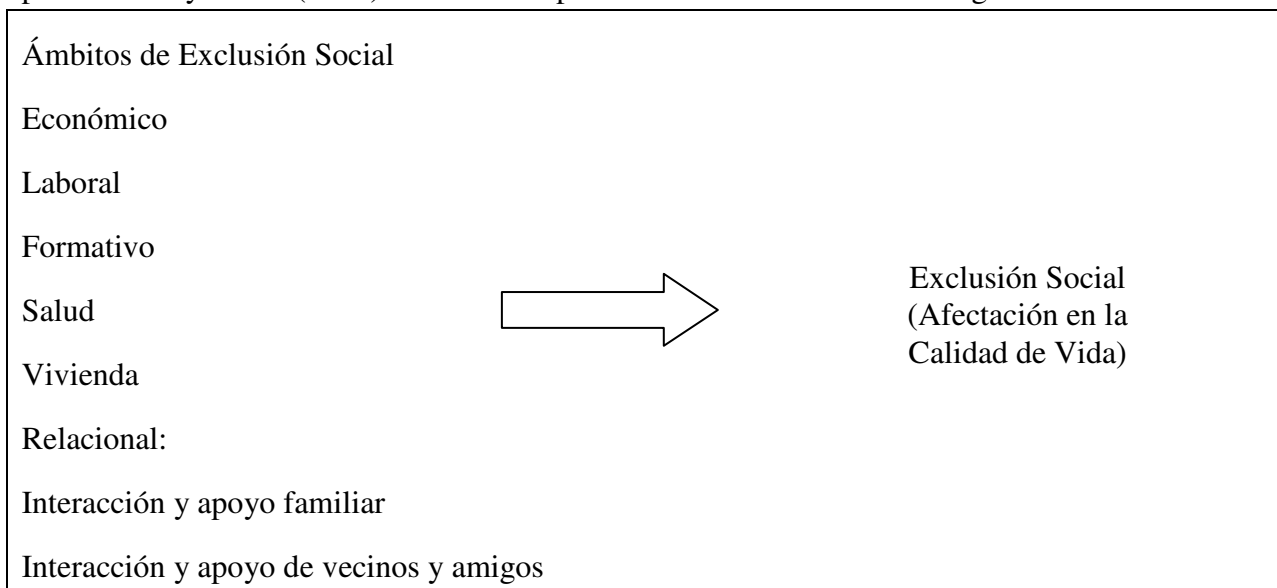 Ámbitos de Exclusión Social
Económico
Laboral
Formativo
Salud
Vivienda
Relacional:
Interacción y apoyo familiar
Interacción y apoyo de vecinos y amigos
Exclusión Social
(Afectación en la
Calidad de Vida)